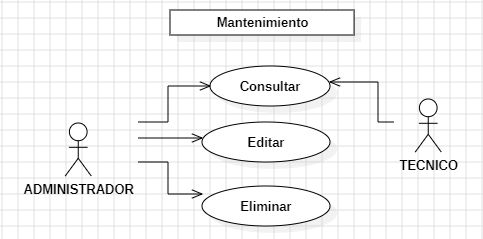 Mantenimiento
Consultar
Editar
TECNICO
ADMINISTRADOR
Eliminar